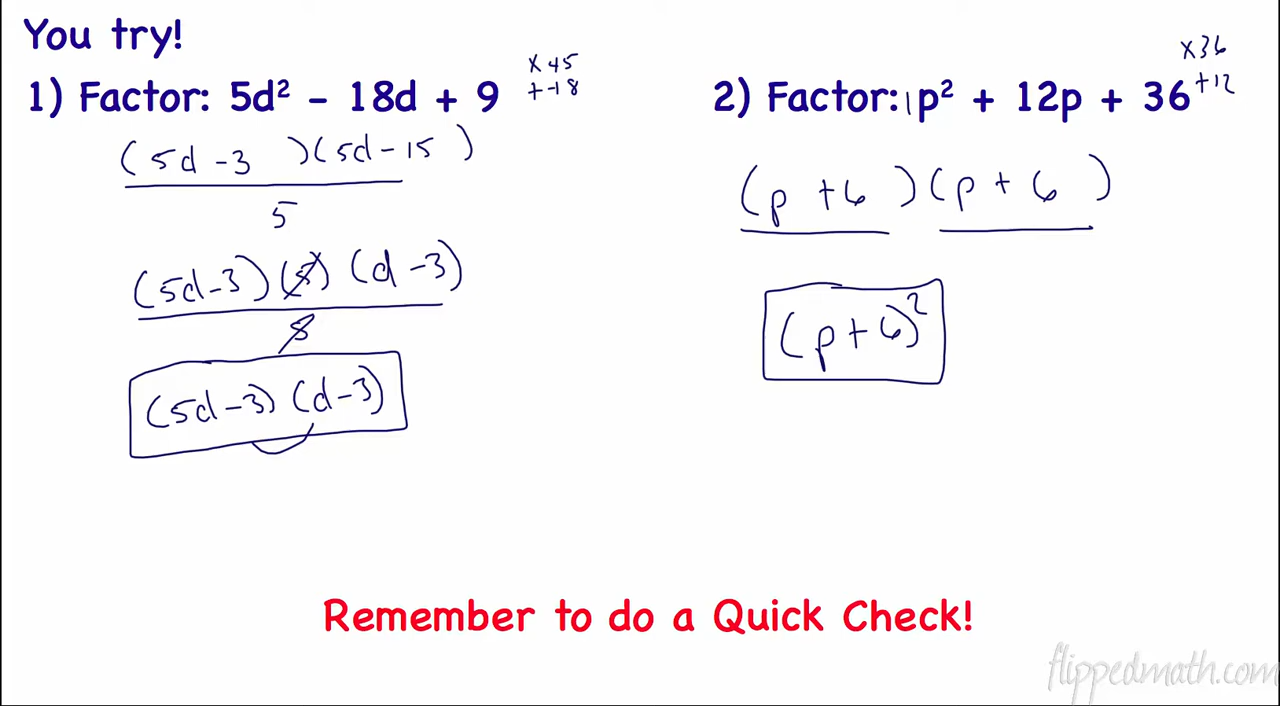 You try!
1) Factor: 5d² - 18d + 9
x 45
+ -18
(5d - 3 )(5d - 15 )
5
(5d - 3) (5) (d - 3)
5
(5d - 3) (d - 3)
2) Factor: 1p² + 12p + 36
x 36
+ 12
(p + 6 )(p + 6 )
(p + 6)²
Remember to do a Quick Check!
flippedmath.com